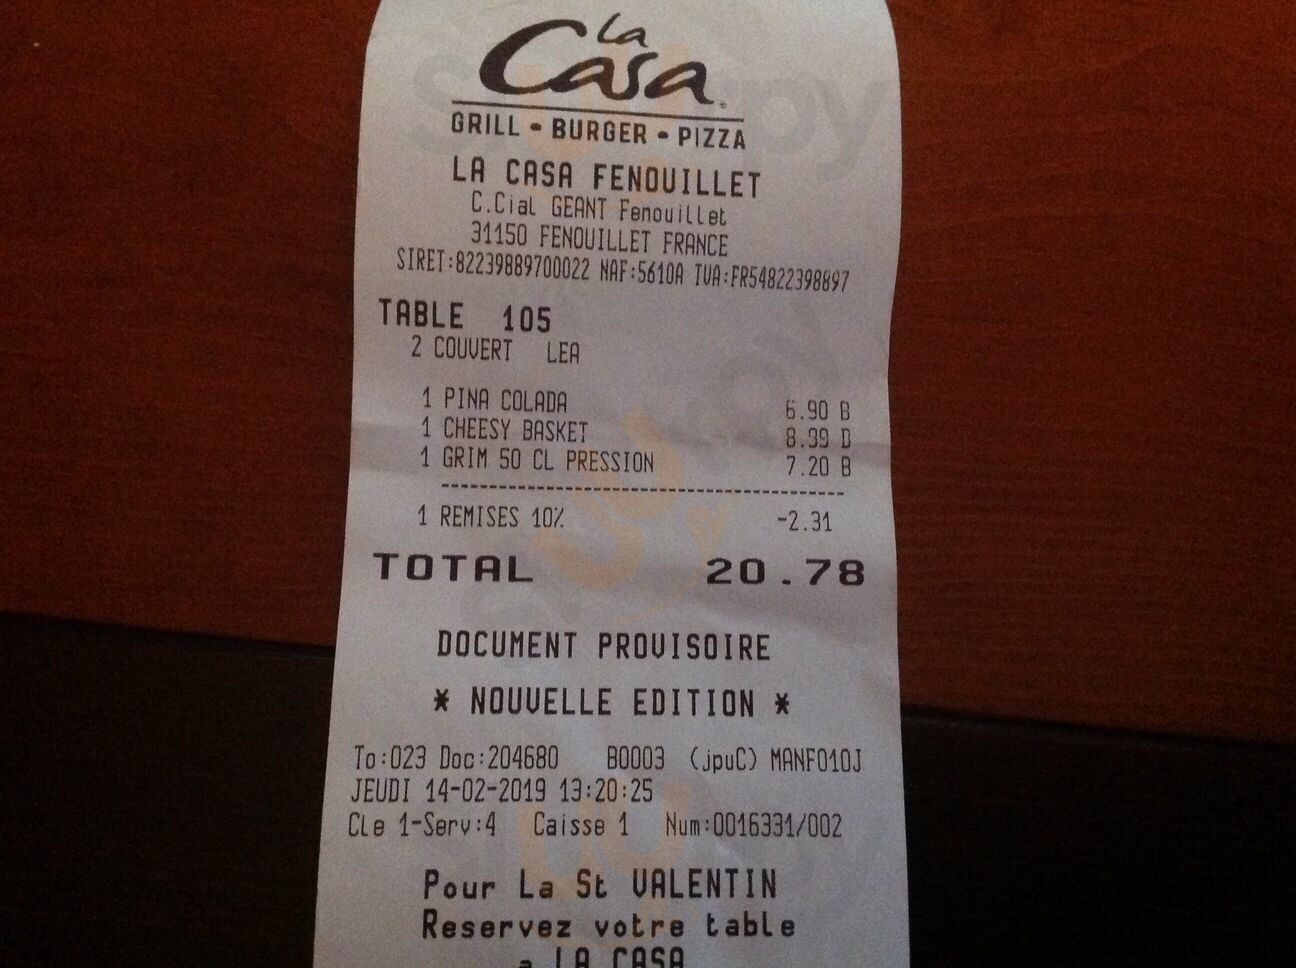 La
Casa
GRILL - BURGER - PIZZA
LA CASA FENOUILLET
C.Cial GEANT Fenouillet
31150 FENOUILLET FRANCE
SIRET:82239889700022 NAF:5610A TVA:FR54822398897
TABLE 105
2 COUVERT LEA
1 PINA COLADA 6.90 B
1 CHEESY BASKET 8.99 D
1 GRIM 50 CL PRESSION 7.20 B
1 REMISES 10% -2.31
TOTAL 20.78
DOCUMENT PROVISOIRE
* NOUVELLE EDITION *
To:023 Doc:204680 B0003 (jpuC) MANF010J
JEUDI 14-02-2019 13:20:25
Cle 1-Serv:4 Caisse 1 Num:0016331/002
Pour La St VALENTIN
Reservez votre table
a LA CASA